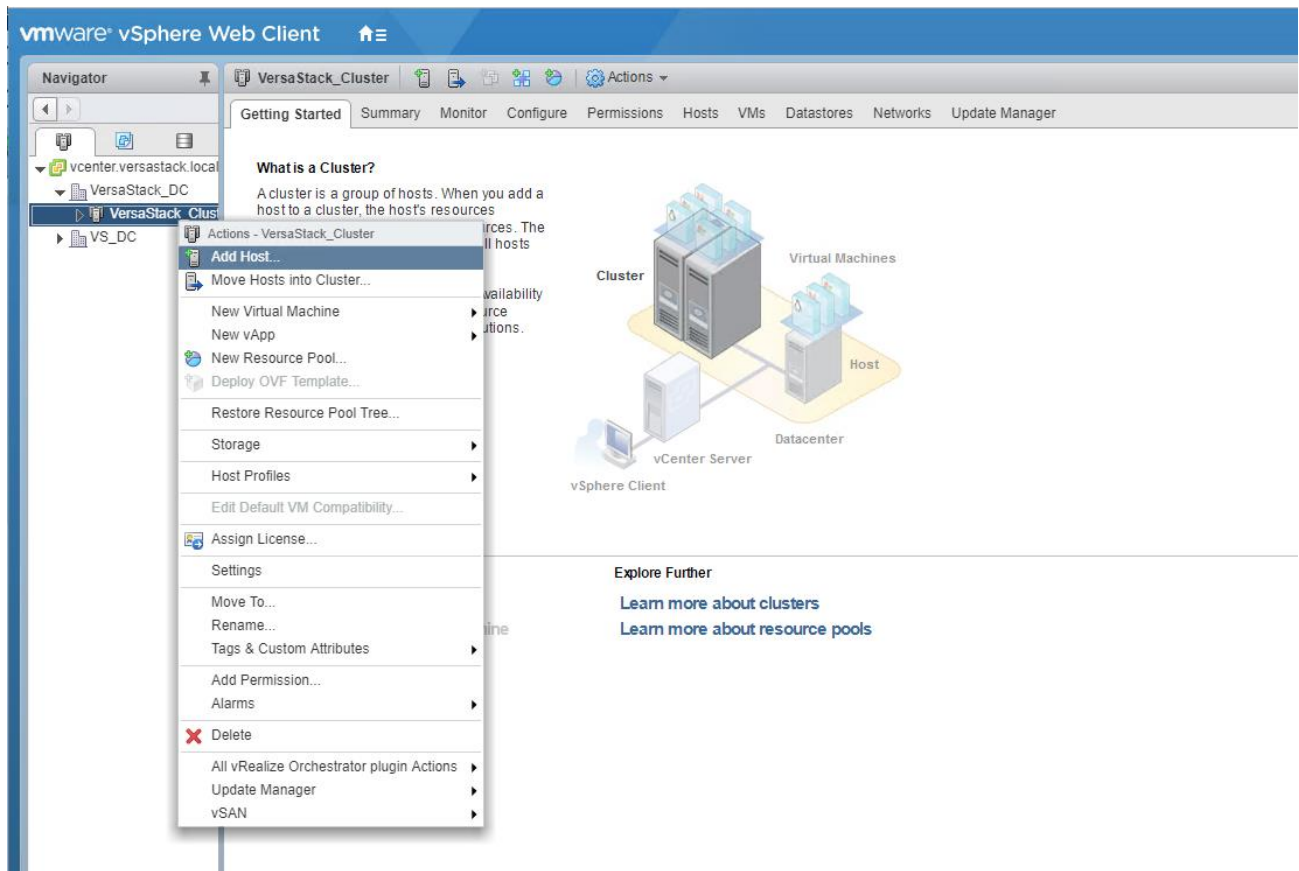 vmware® vSphere Web Client
Navigator
VersaStack_Cluster
Actions
Getting Started Summary Monitor Configure Permissions Hosts VMs Datastores Networks Update Manager
vcenter.versastack.local
VersaStack_DC
VersaStack_Clust
VS_DC
What is a Cluster?
A cluster is a group of hosts. When you add a
host to a cluster, the host's resources
rces. The
ll hosts
vailability
urce
utions.
Actions - VersaStack_Cluster
Add Host...
Move Hosts into Cluster...
New Virtual Machine
New vApp
New Resource Pool...
Deploy OVF Template...
Restore Resource Pool Tree...
Storage
Host Profiles
Edit Default VM Compatibility...
Assign License...
Settings
Move To...
Rename...
Tags & Custom Attributes
Add Permission...
Alarms
Delete
All vRealize Orchestrator plugin Actions
Update Manager
vSAN
Virtual Machines
Cluster
Host
Datacenter
vCenter Server
vSphere Client
Explore Further
Learn more about clusters
ine
Learn more about resource pools